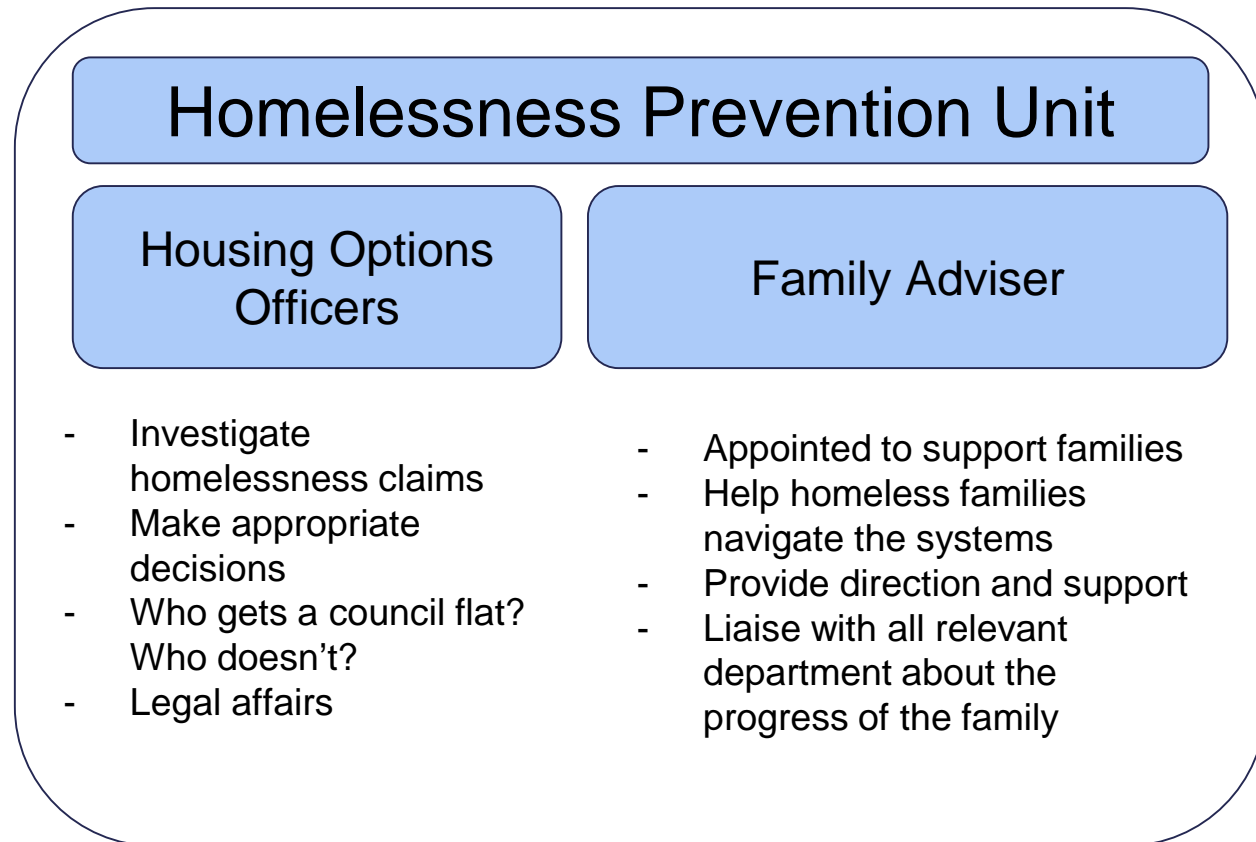 Homelessness Prevention Unit
Housing Options
Officers
- Investigate
homelessness claims
- Make appropriate
decisions
- Who gets a council flat?
Who doesn’t?
- Legal affairs
Family Adviser
- Appointed to support families
- Help homeless families
navigate the systems
- Provide direction and support
- Liaise with all relevant
department about the
progress of the family